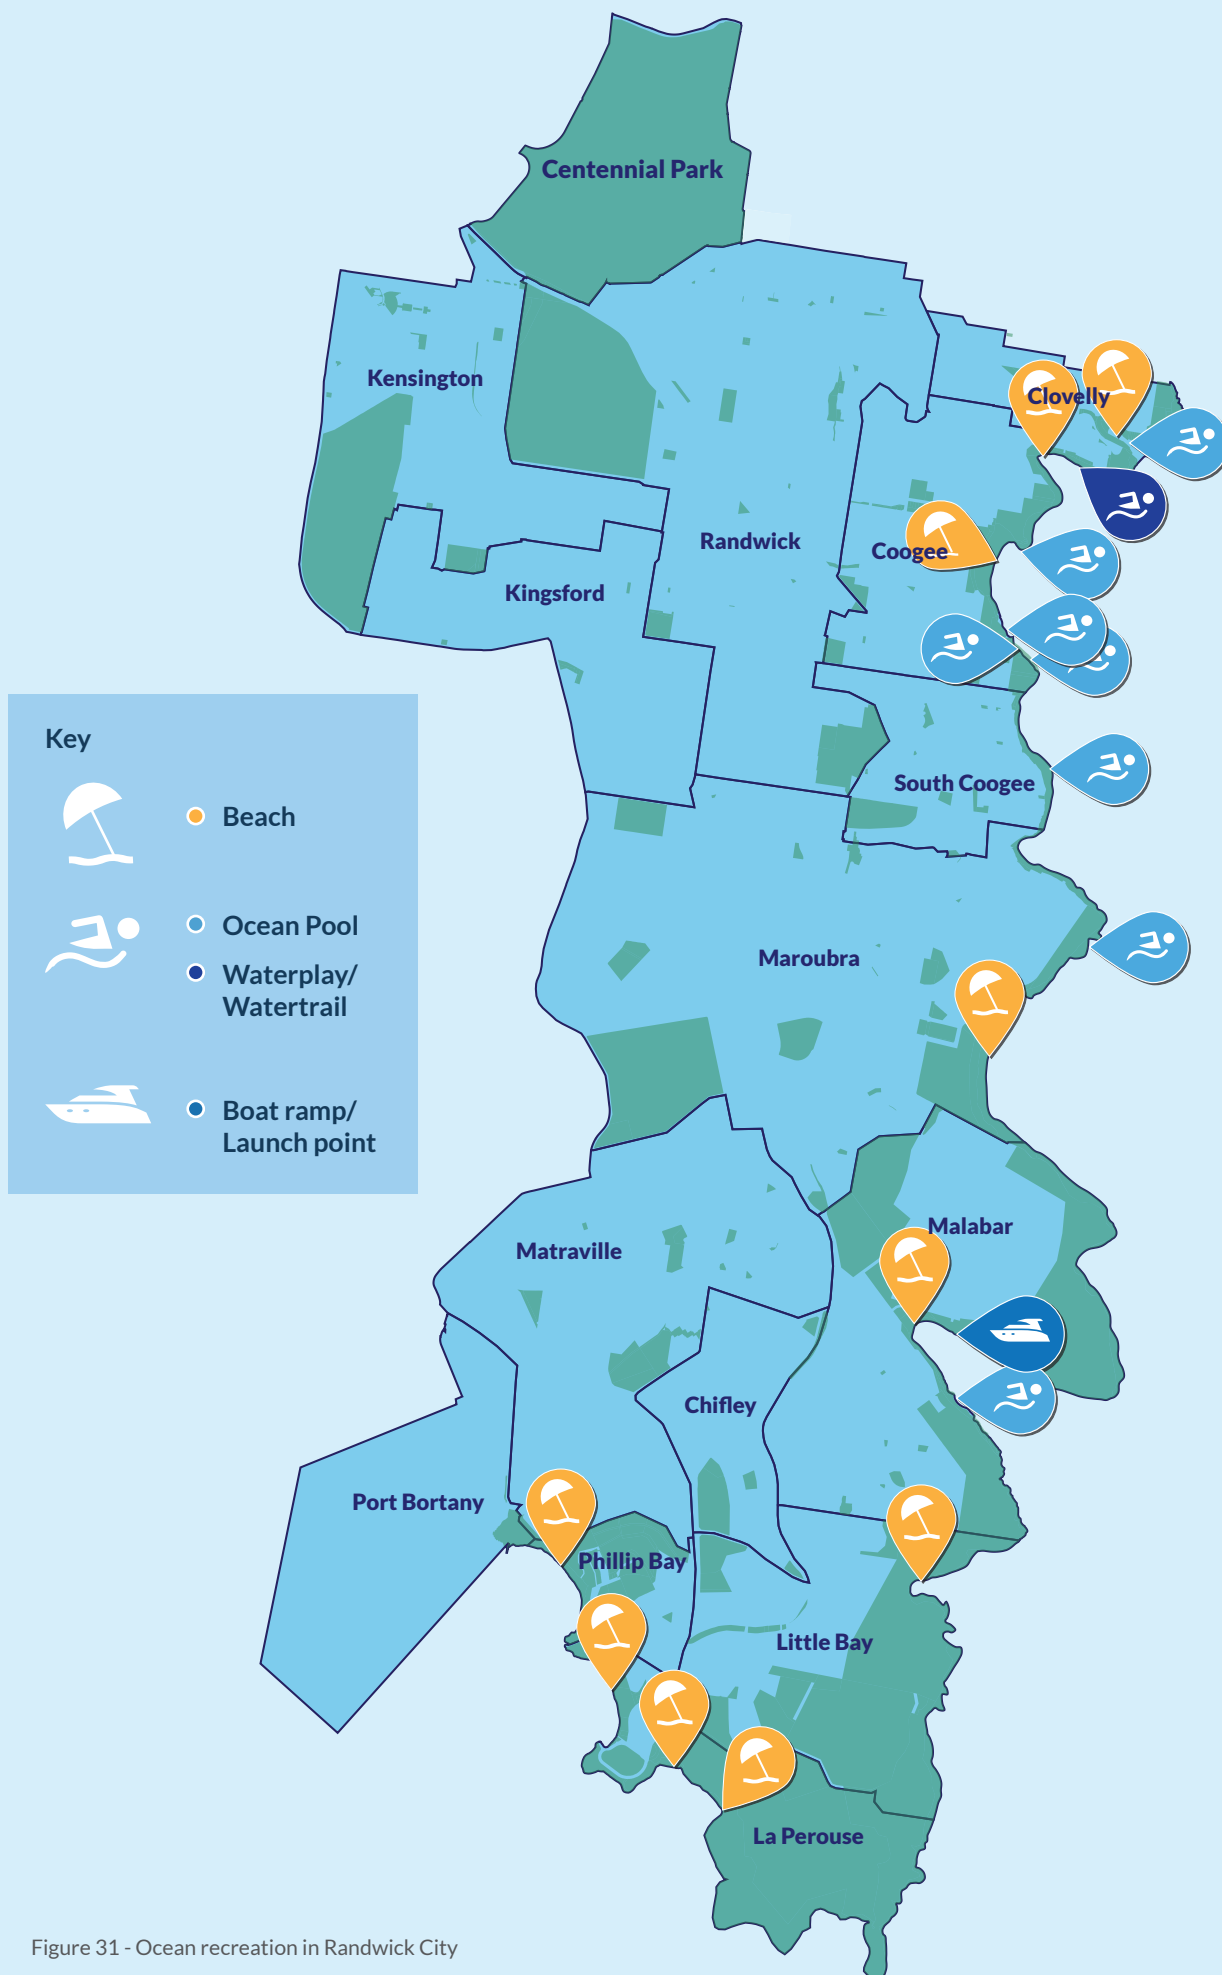 Centennial Park
Kensington
Clovelly
Randwick
Coogee
Kingsford
Key
Beach
Ocean Pool
Waterplay/
Watertrail
Boat ramp/
Launch point
South Coogee
Maroubra
Malabar
Matraville
Chifley
Port Bortany
Phillip Bay
Little Bay
La Perouse
Figure 31 - Ocean recreation in Randwick City